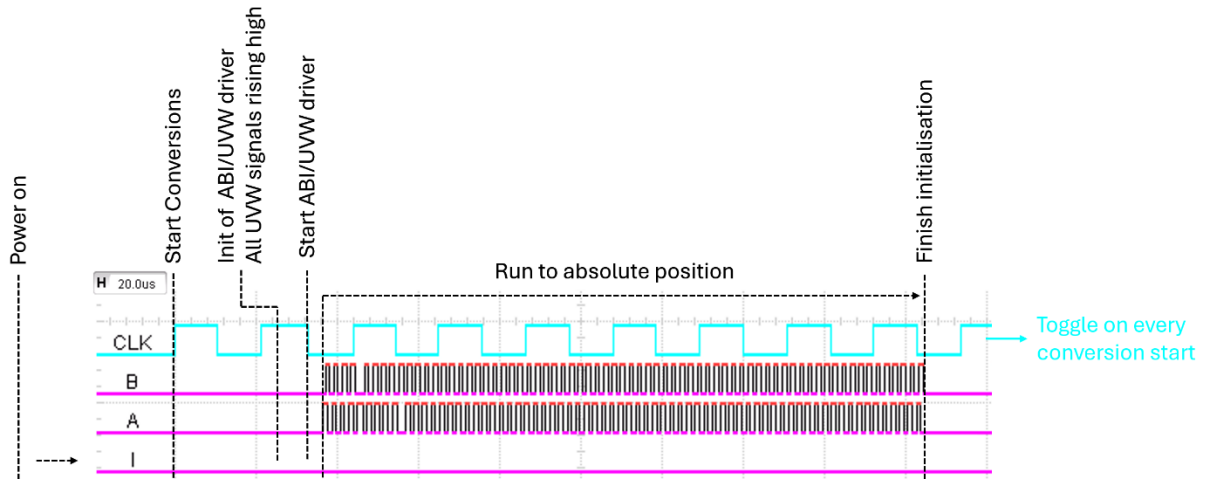 Power on
Start Conversions
Init of ABI/UVW driver
All UVW signals rising high
Start ABI/UVW driver
Finish initialisation
H 20.0us
Run to absolute position
CLK
Toggle on every
conversion start
B
A
I